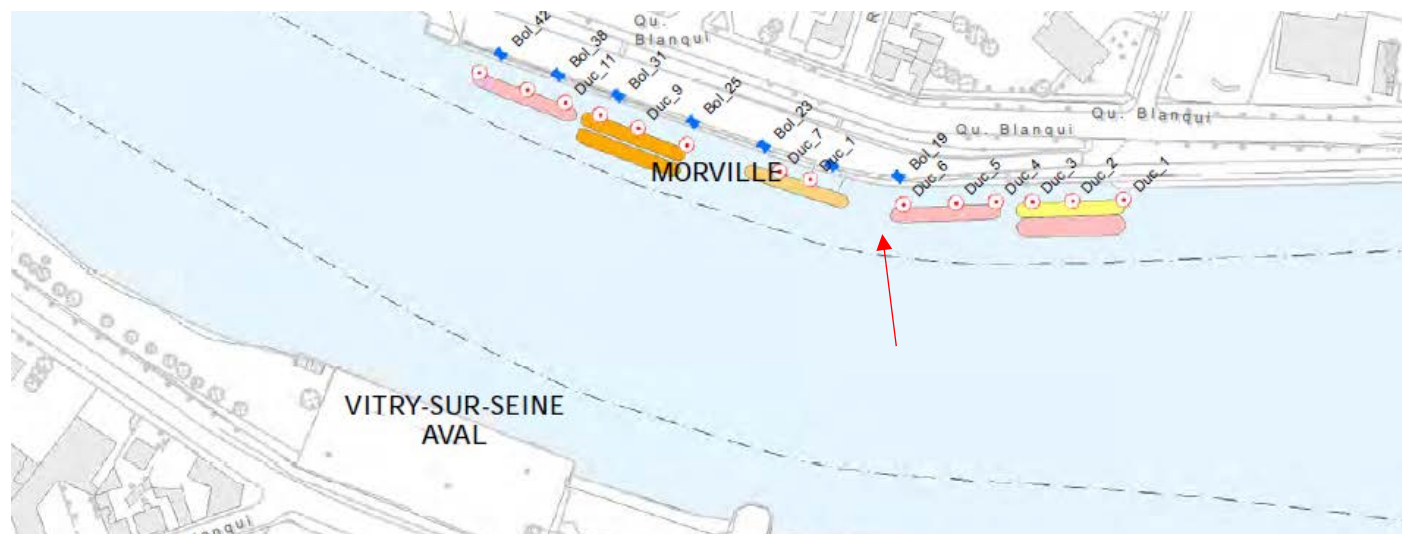 Qu.
Blanqui
R
Bol_42
Bol_38
Duc_11
Bol_31
Duc_9
Bol_25
Bol_23
Duc_7
Duc_1
Bol_19
Duc_6
Duc_5
Duc_4
Duc_3
Duc_2
Duc_1
Qu. Blanqui
Qu. Blanqui
MORVILLE
VITRY-SUR-SEINE
AVAL
anqui